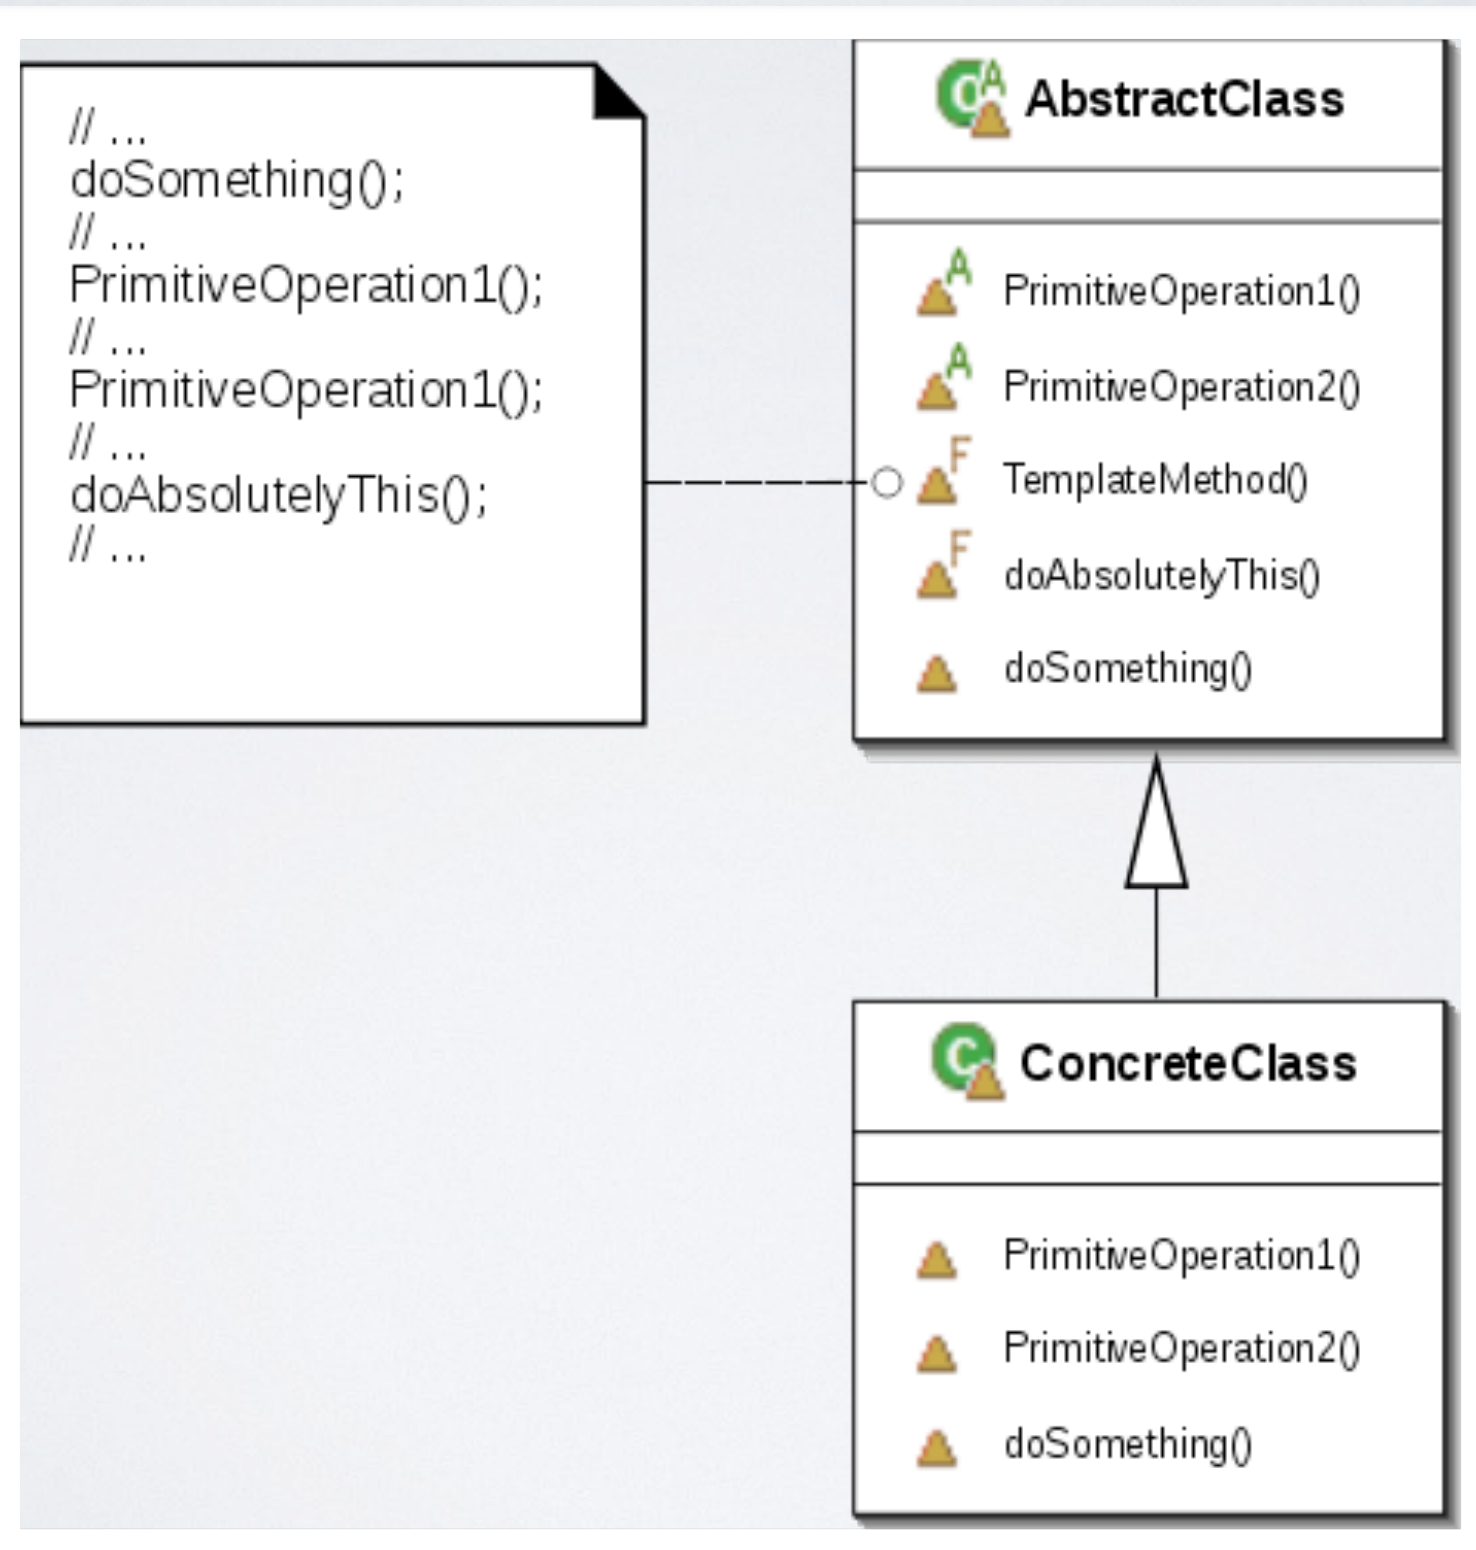 // ...
doSomething();
// ...
PrimitiveOperation1();
// ...
PrimitiveOperation1();
// ...
doAbsolutelyThis();
// ...
C A AbstractClass
A PrimitiveOperation1()
A PrimitiveOperation2()
F TemplateMethod()
F doAbsolutelyThis()
doSomething()
C ConcreteClass
PrimitiveOperation1()
PrimitiveOperation2()
doSomething()